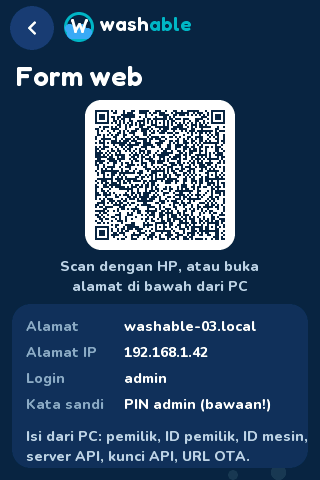 washable
Form web
Scan dengan HP, atau buka
alamat di bawah dari PC
Alamat washable-03.local
Alamat IP 192.168.1.42
Login admin
Kata sandi PIN admin (bawaan!)
Isi dari PC: pemilik, ID pemilik, ID mesin,
server API, kunci API, URL OTA.